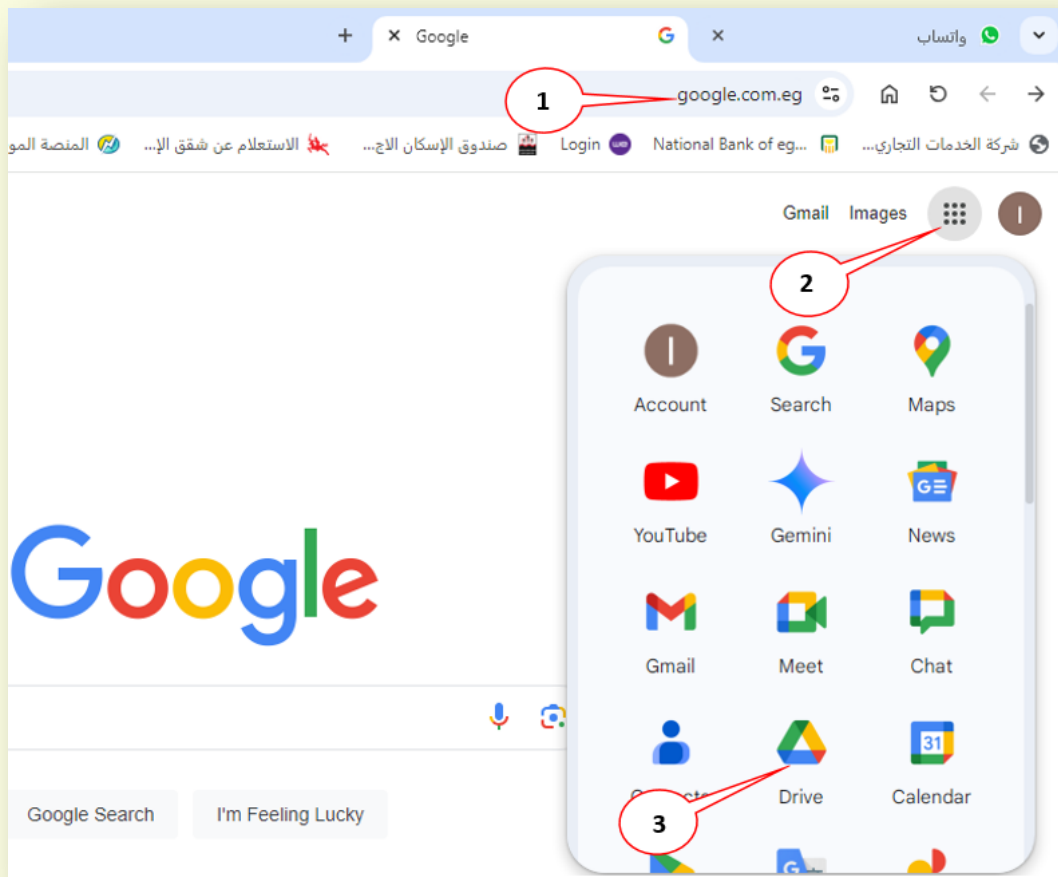 واتساب
Google
google.com.eg
1
شركة الخدمات التجاري...
National Bank of eg...
Login
صندوق الإسكان الاج...
الاستعلام عن شقق الإ...
المنصة المو
Gmail Images
I
2
I
Account Search Maps
YouTube Gemini News
Google
Gmail Meet Chat
31
Drive Calendar
3
Google Search I'm Feeling Lucky